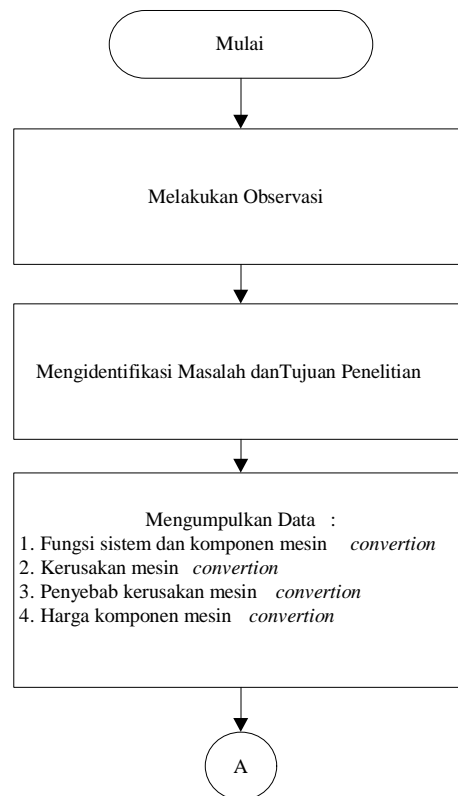 Mulai
Melakukan Observasi
Mengidentifikasi Masalah danTujuan Penelitian
Mengumpulkan Data :
1. Fungsi sistem dan komponen mesin convertion
2. Kerusakan mesin convertion
3. Penyebab kerusakan mesin convertion
4. Harga komponen mesin convertion
A